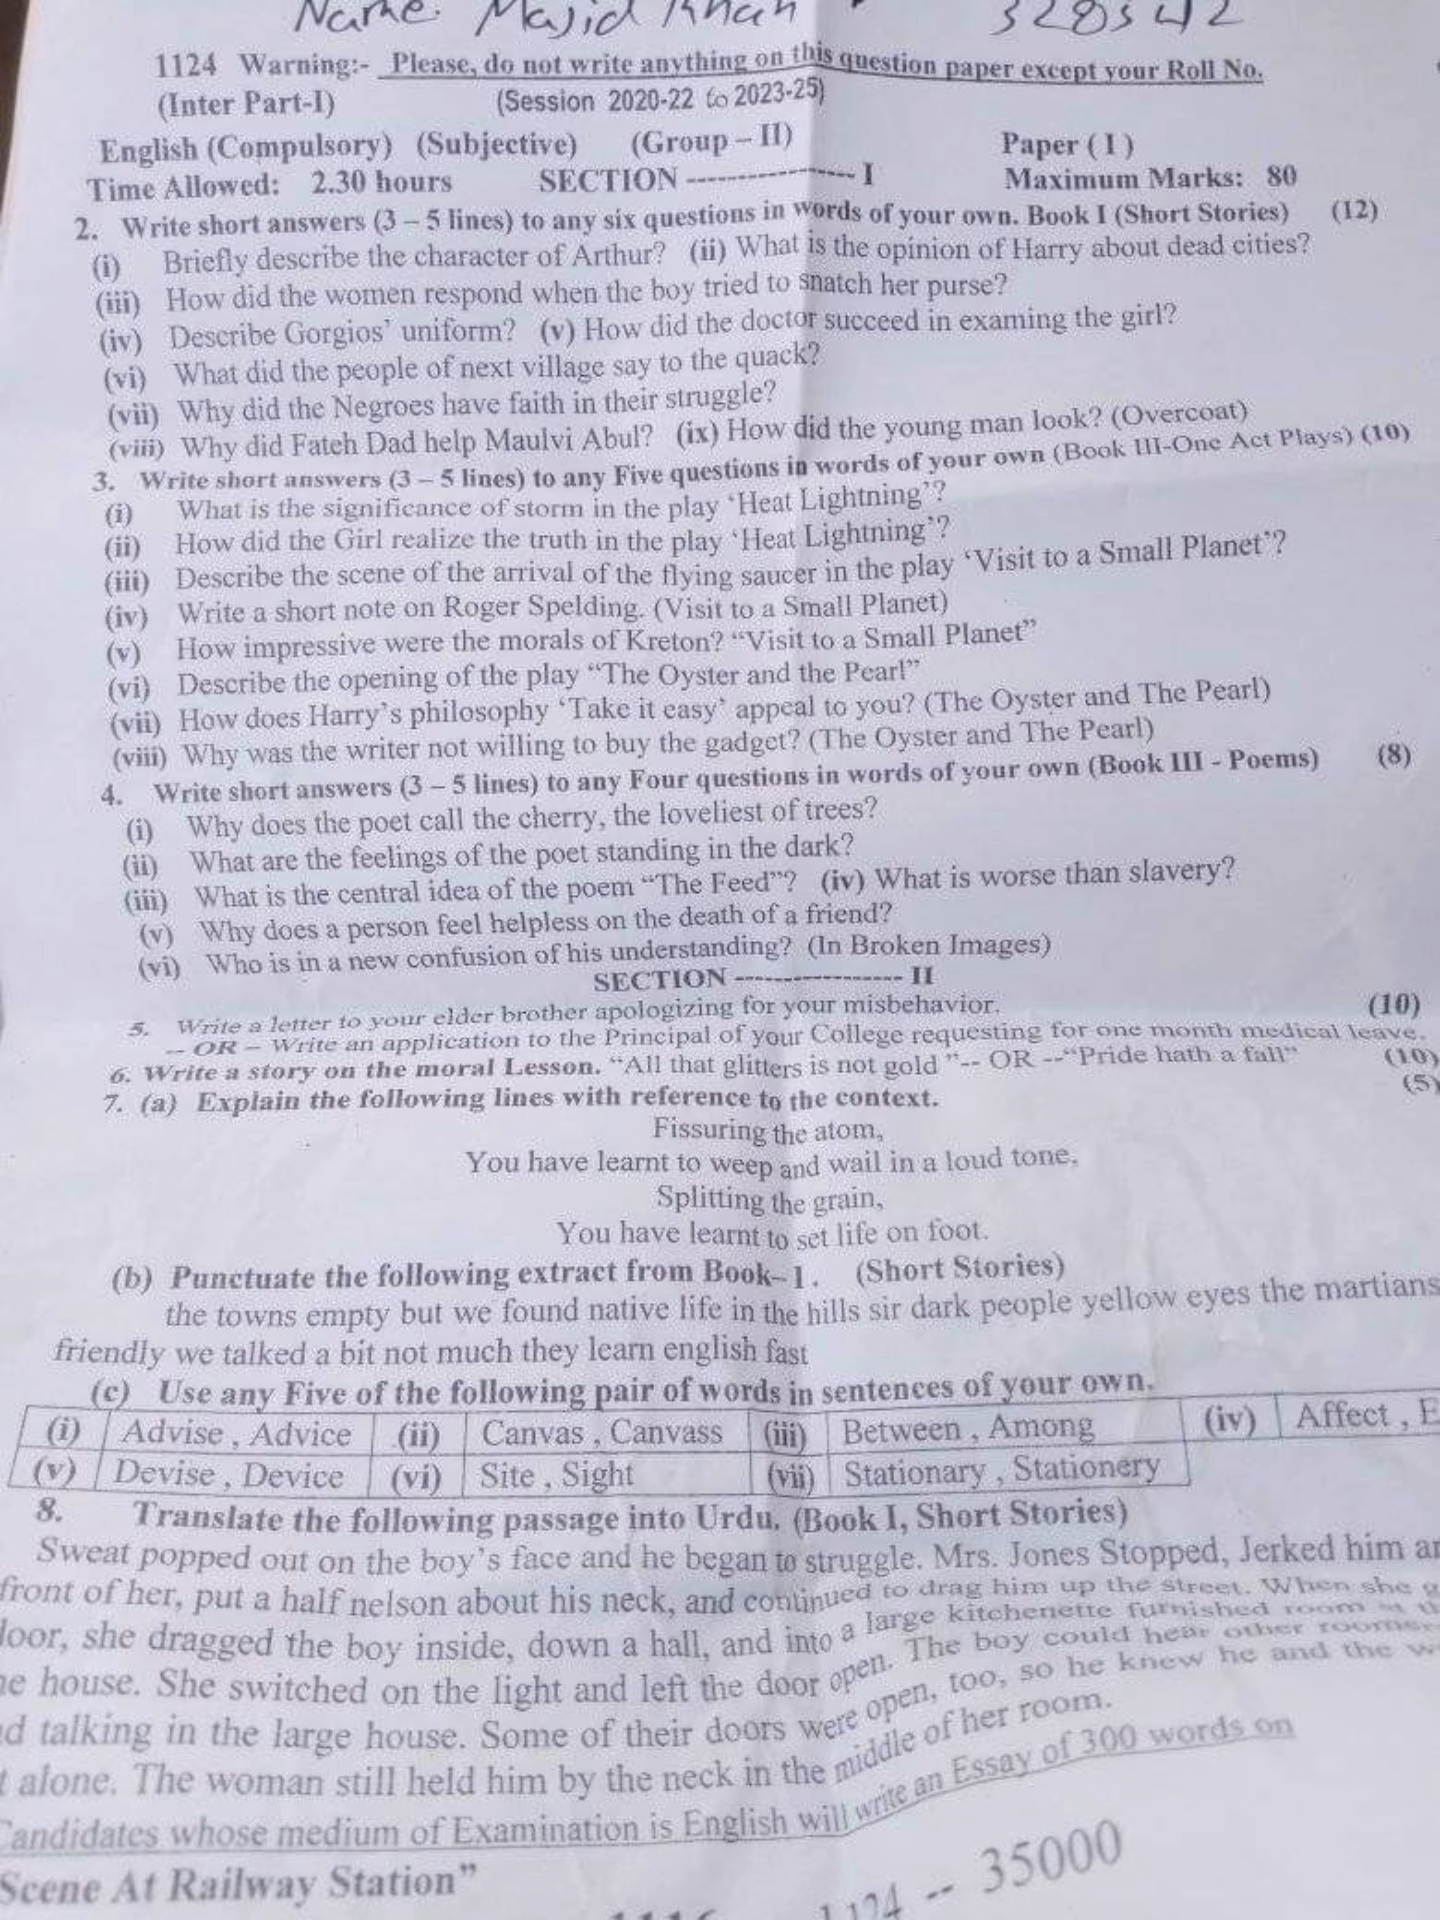 Name. Majid Khan 328542
1124 Warning:- Please, do not write anything on this question paper except your Roll No.
(Inter Part-I) (Session 2020-22 to 2023-25)
English (Compulsory) (Subjective) (Group – II) Paper ( I )
Time Allowed: 2.30 hours SECTION ----------------- I Maximum Marks: 80
2. Write short answers (3 – 5 lines) to any six questions in words of your own. Book I (Short Stories) (12)
(i) Briefly describe the character of Arthur? (ii) What is the opinion of Harry about dead cities?
(iii) How did the women respond when the boy tried to snatch her purse?
(iv) Describe Gorgios' uniform? (v) How did the doctor succeed in examing the girl?
(vi) What did the people of next village say to the quack?
(vii) Why did the Negroes have faith in their struggle?
(viii) Why did Fateh Dad help Maulvi Abul? (ix) How did the young man look? (Overcoat)
3. Write short answers (3 – 5 lines) to any Five questions in words of your own (Book III-One Act Plays) (10)
(i) What is the significance of storm in the play 'Heat Lightning'?
(ii) How did the Girl realize the truth in the play 'Heat Lightning'?
(iii) Describe the scene of the arrival of the flying saucer in the play 'Visit to a Small Planet'?
(iv) Write a short note on Roger Spelding. (Visit to a Small Planet)
(v) How impressive were the morals of Kreton? "Visit to a Small Planet"
(vi) Describe the opening of the play "The Oyster and the Pearl"
(vii) How does Harry's philosophy 'Take it easy' appeal to you? (The Oyster and The Pearl)
(viii) Why was the writer not willing to buy the gadget? (The Oyster and The Pearl)
4. Write short answers (3 – 5 lines) to any Four questions in words of your own (Book III - Poems) (8)
(i) Why does the poet call the cherry, the loveliest of trees?
(ii) What are the feelings of the poet standing in the dark?
(iii) What is the central idea of the poem "The Feed"? (iv) What is worse than slavery?
(v) Why does a person feel helpless on the death of a friend?
(vi) Who is in a new confusion of his understanding? (In Broken Images)
SECTION ----------------- II
5. Write a letter to your elder brother apologizing for your misbehavior. (10)
-- OR – Write an application to the Principal of your College requesting for one month medical leave.
6. Write a story on the moral Lesson. "All that glitters is not gold "-- OR --"Pride hath a fall" (10)
7. (a) Explain the following lines with reference to the context. (5)
Fissuring the atom,
You have learnt to weep and wail in a loud tone,
Splitting the grain,
You have learnt to set life on foot.
(b) Punctuate the following extract from Book-1. (Short Stories)
the towns empty but we found native life in the hills sir dark people yellow eyes the martians
friendly we talked a bit not much they learn english fast
(c) Use any Five of the following pair of words in sentences of your own.
(i) Advise , Advice (ii) Canvas , Canvass (iii) Between , Among (iv) Affect , E
(v) Devise , Device (vi) Site , Sight (vii) Stationary , Stationery
8. Translate the following passage into Urdu. (Book I, Short Stories)
Sweat popped out on the boy's face and he began to struggle. Mrs. Jones Stopped, Jerked him
front of her, put a half nelson about his neck, and continued to drag him up the street. When she
loor, she dragged the boy inside, down a hall, and into a large kitchenette furnished room
he house. She switched on the light and left the door open. The boy could hear other
nd talking in the large house. Some of their doors were open, too, so he knew he and the
t alone. The woman still held him by the neck in the middle of her room.
Candidates whose medium of Examination is English will write an Essay of 300 words on
Scene At Railway Station"
1124 -- 35000